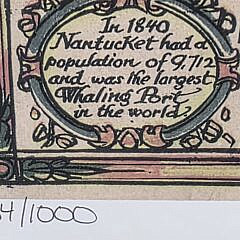 In 1840
Nantucket had a
population of 9,712
and was the largest
Whaling Port
in the world.
4/1000